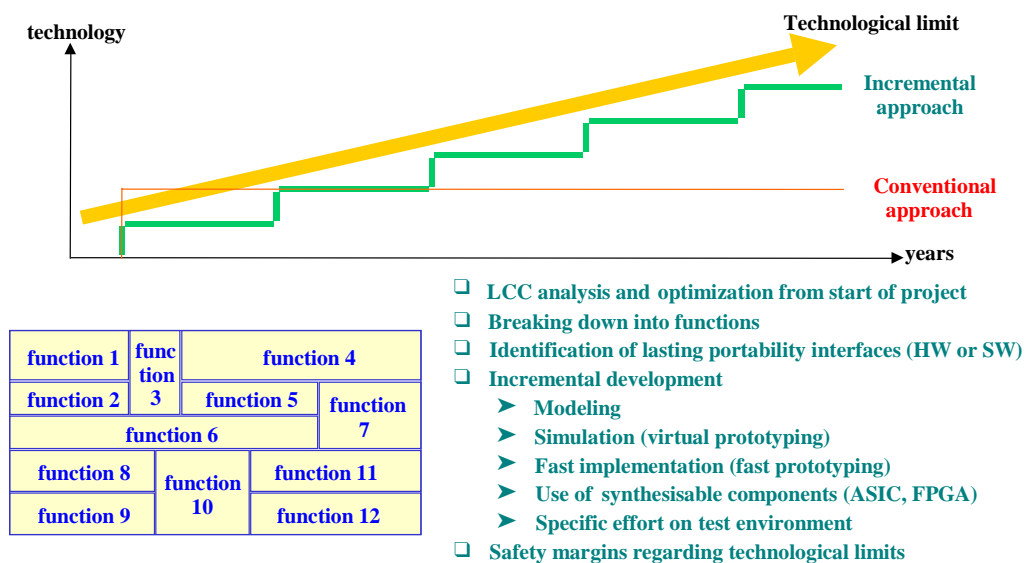 Technological limit
technology
Incremental
approach
Conventional
approach
years
❑ LCC analysis and optimization from start of project
❑ Breaking down into functions
❑ Identification of lasting portability interfaces (HW or SW)
❑ Incremental development
➤ Modeling
➤ Simulation (virtual prototyping)
➤ Fast implementation (fast prototyping)
➤ Use of synthesisable components (ASIC, FPGA)
➤ Specific effort on test environment
❑ Safety margins regarding technological limits
function 1
func
tion
3
function 4
function 2
function 5
function
7
function 6
function 8
function
10
function 11
function 9
function 12